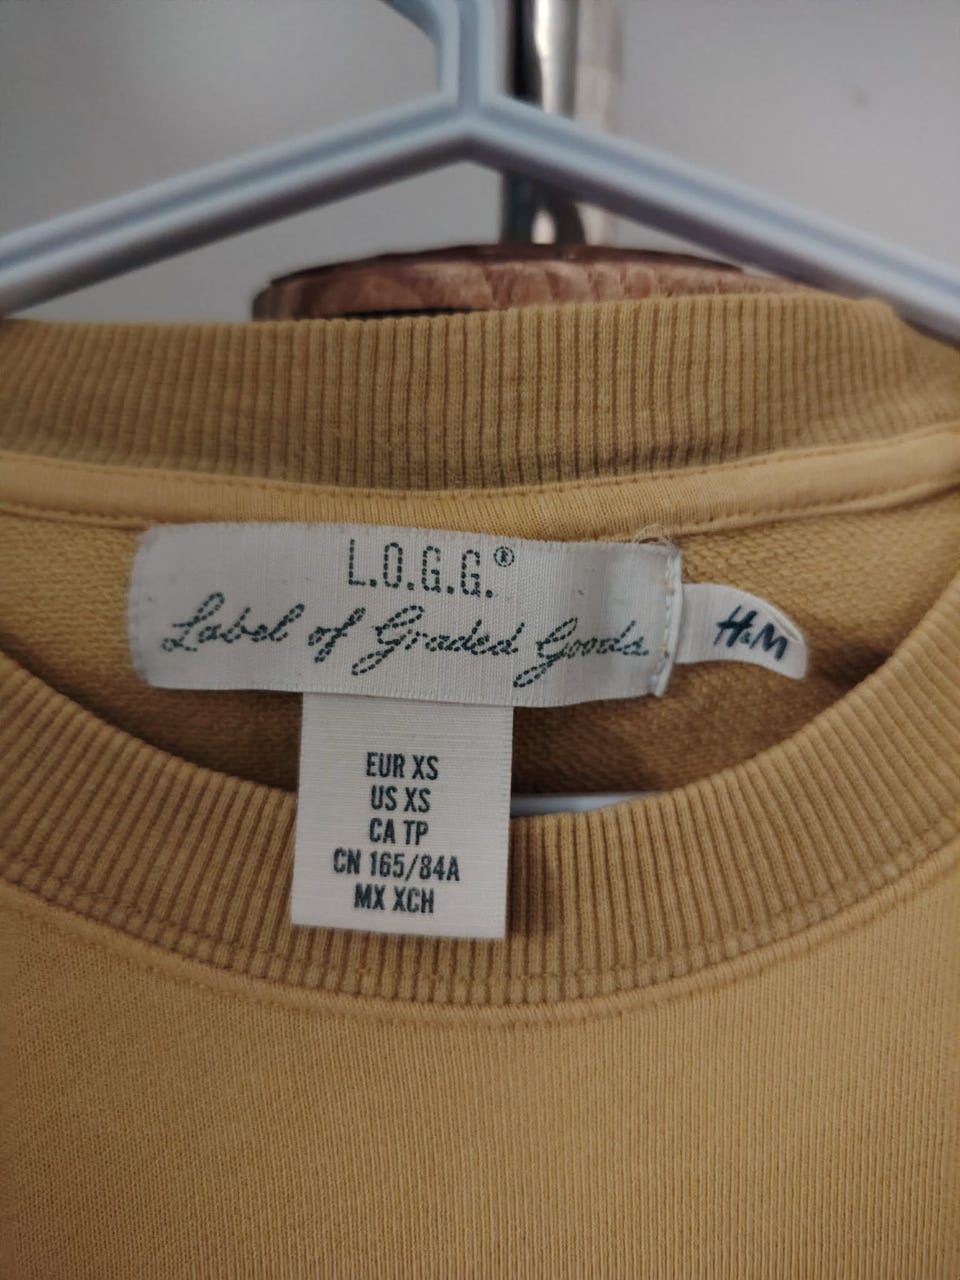 L.O.G.G.®
Label of Graded Goods
H&M
EUR XS
US XS
CA TP
CN 165/84A
MX XCH